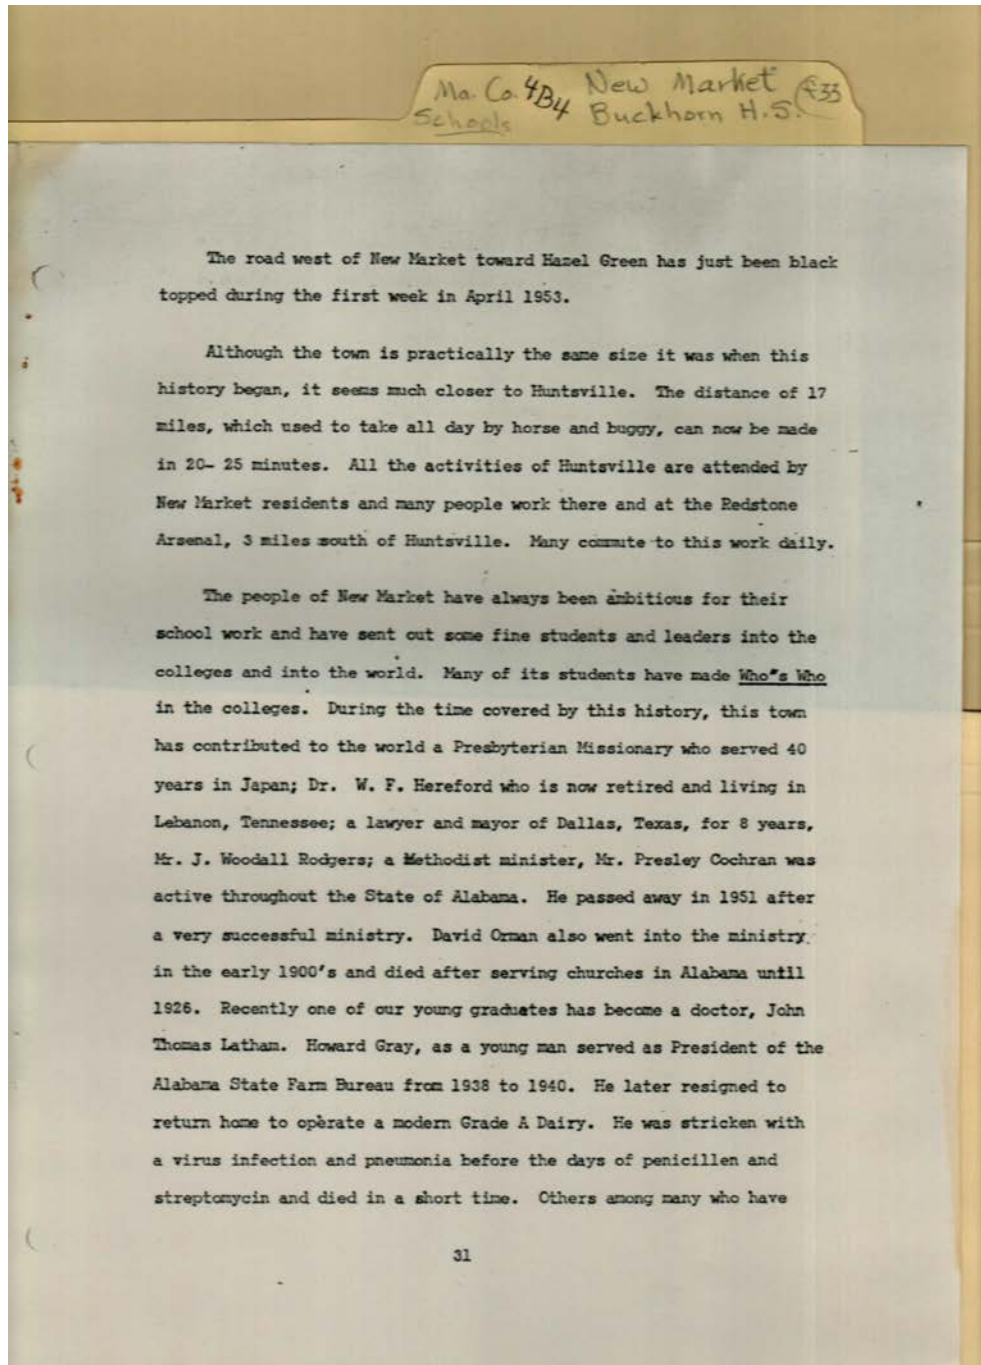 Ma. Co. 4B4 New Market
Schools Buckhorn H.S.
The road west of New Market toward Hazel Green has just been black
topped during the first week in April 1953.
Although the town is practically the same size it was when this
history began, it seems much closer to Huntsville. The distance of 17
miles, which used to take all day by horse and buggy, can now be made
in 20- 25 minutes. All the activities of Huntsville are attended by
New Market residents and many people work there and at the Redstone
Arsenal, 3 miles south of Huntsville. Many commute to this work daily.
The people of New Market have always been ambitious for their
school work and have sent out some fine students and leaders into the
colleges and into the world. Many of its students have made Who"s Who
in the colleges. During the time covered by this history, this town
has contributed to the world a Presbyterian Missionary who served 40
years in Japan; Dr. W. F. Hereford who is now retired and living in
Lebanon, Tennessee; a lawyer and mayor of Dallas, Texas, for 8 years,
Mr. J. Woodall Rodgers; a Methodist minister, Mr. Presley Cochran was
active throughout the State of Alabama. He passed away in 1951 after
a very successful ministry. David Orman also went into the ministry
in the early 1900's and died after serving churches in Alabama until
1926. Recently one of our young graduates has become a doctor, John
Thomas Latham. Howard Gray, as a young man served as President of the
Alabama State Farm Bureau from 1938 to 1940. He later resigned to
return home to operate a modern Grade A Dairy. He was stricken with
a virus infection and pneumonia before the days of penicillen and
streptomycin and died in a short time. Others among many who have
31